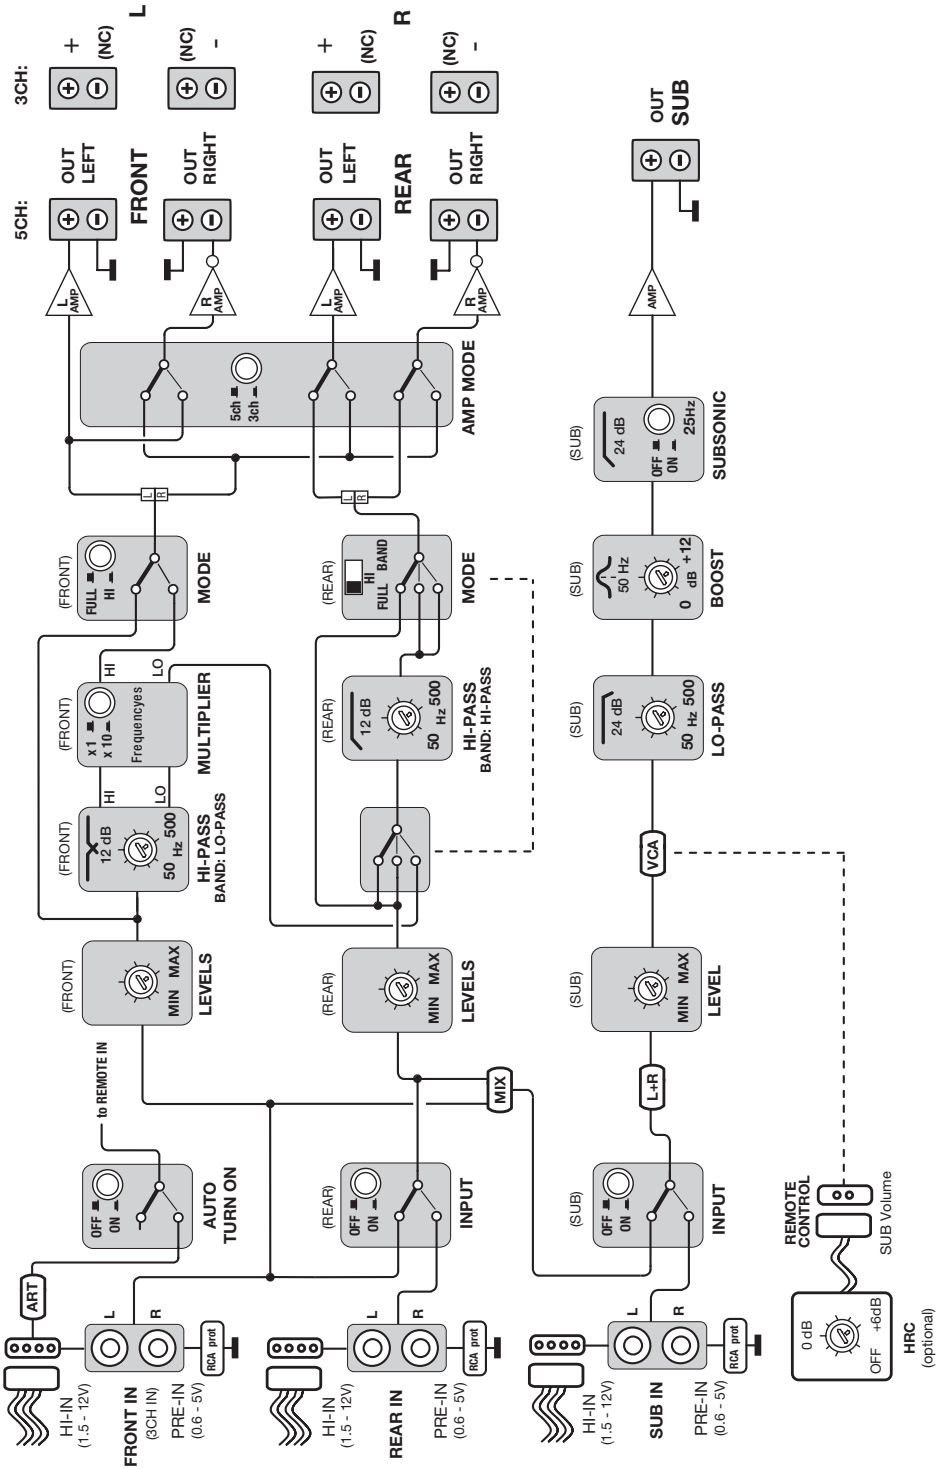 HI-IN
(1.5 - 12V)
FRONT IN
(3CH IN)
PRE-IN
(0.6 - 5V)
L
R
RCA prot
ART
OFF
ON
AUTO
TURN ON
to REMOTE IN
(FRONT)
MIN MAX
LEVELS
(FRONT)
12 dB
50 Hz 500
HI-PASS
BAND: LO-PASS
HI
LO
(FRONT)
x 1
x 10
Frequencyes
MULTIPLIER
HI
LO
(FRONT)
FULL
HI
MODE
L
R
5ch
3ch
AMP MODE
L
AMP
R
AMP
L
AMP
R
AMP
5CH:
OUT
LEFT
FRONT
OUT
RIGHT
OUT
LEFT
REAR
OUT
RIGHT
3CH:
+
(NC)
L
(NC)
-
+
(NC)
R
(NC)
-
HI-IN
(1.5 - 12V)
REAR IN
PRE-IN
(0.6 - 5V)
L
R
RCA prot
(REAR)
OFF
ON
INPUT
MIX
(REAR)
MIN MAX
LEVELS
(REAR)
12 dB
50 Hz 500
HI-PASS
BAND: HI-PASS
(REAR)
HI
FULL BAND
MODE
L
R
HI-IN
(1.5 - 12V)
SUB IN
PRE-IN
(0.6 - 5V)
L
R
RCA prot
(SUB)
OFF
ON
INPUT
L+R
(SUB)
MIN MAX
LEVEL
VCA
(SUB)
24 dB
50 Hz 500
LO-PASS
(SUB)
50 Hz
0 dB +12
BOOST
(SUB)
24 dB
OFF
ON
25Hz
SUBSONIC
AMP
OUT
SUB
0 dB
OFF +6dB
HRC
(optional)
REMOTE
CONTROL
SUB Volume